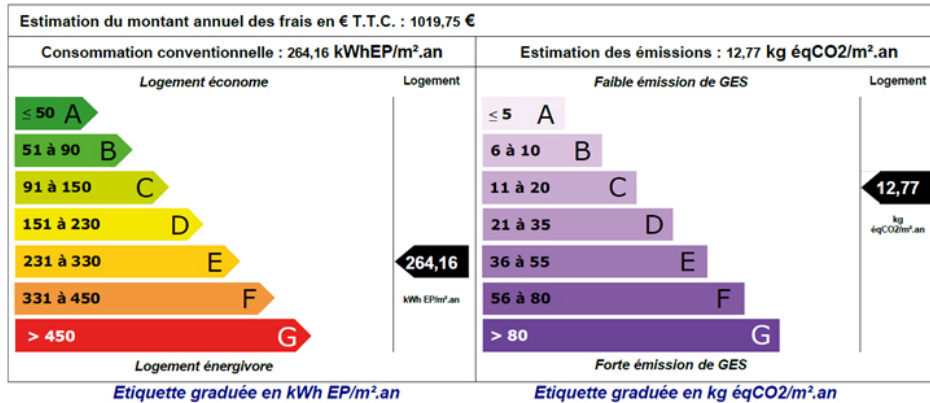 Estimation du montant annuel des frais en € T.T.C. : 1019,75 €
Consommation conventionnelle : 264,16 kWhEP/m².an
Logement économe
Logement
≤ 50 A
51 à 90 B
91 à 150 C
151 à 230 D
231 à 330 E
264,16
kWh EP/m².an
331 à 450 F
> 450 G
Logement énergivore
Etiquette graduée en kWh EP/m².an
Estimation des émissions : 12,77 kg éqCO2/m².an
Faible émission de GES
Logement
≤ 5 A
6 à 10 B
11 à 20 C
12,77
kg
éqCO2/m².an
21 à 35 D
36 à 55 E
56 à 80 F
> 80 G
Forte émission de GES
Etiquette graduée en kg éqCO2/m².an